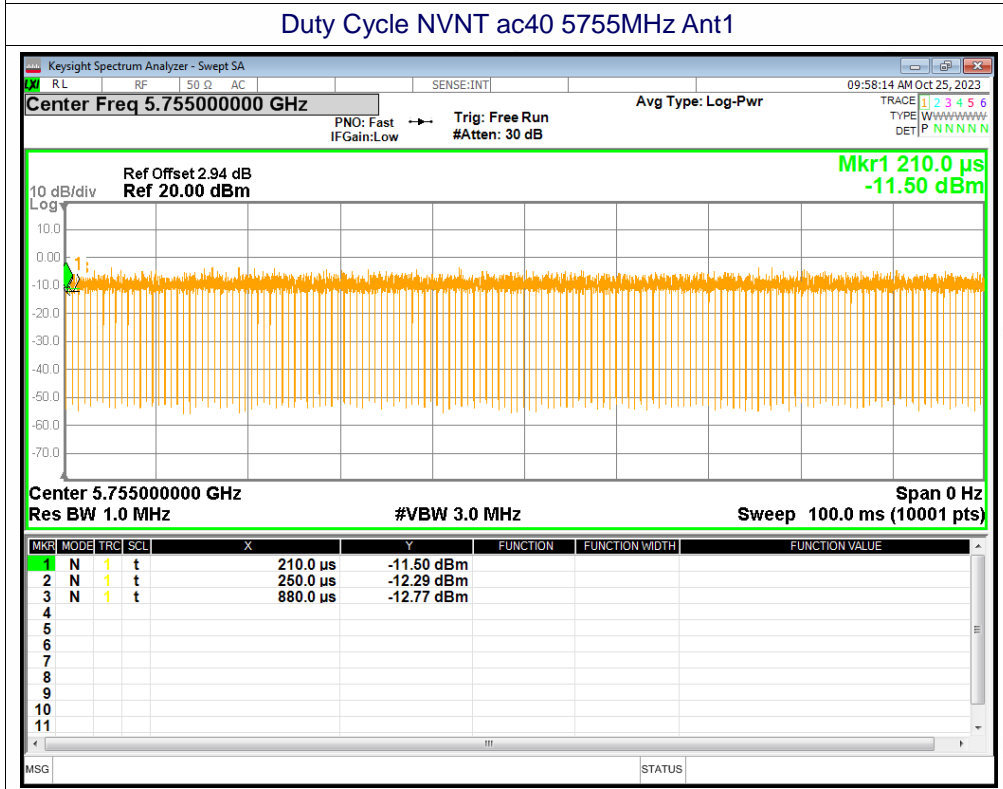 Duty Cycle NVNT ac40 5755MHz Ant1
Keysight Spectrum Analyzer - Swept SA
LXI RL RF 50 Ω AC SENSE:INT 09:58:14 AM Oct 25, 2023
Center Freq 5.755000000 GHz Avg Type: Log-Pwr TRACE 1 2 3 4 5 6
PNO: Fast Trig: Free Run TYPE WWWWWW
IFGain:Low #Atten: 30 dB DET P N N N N N
Mkr1 210.0 µs
-11.50 dBm
Ref Offset 2.94 dB
10 dB/div Ref 20.00 dBm
Log
10.0
0.00
1
-10.0
-20.0
-30.0
-40.0
-50.0
-60.0
-70.0
Center 5.755000000 GHz Span 0 Hz
Res BW 1.0 MHz #VBW 3.0 MHz Sweep 100.0 ms (10001 pts)
MKR MODE TRC SCL X Y FUNCTION FUNCTION WIDTH FUNCTION VALUE
1 N 1 t 210.0 µs -11.50 dBm
2 N 1 t 250.0 µs -12.29 dBm
3 N 1 t 880.0 µs -12.77 dBm
4
5
6
7
8
9
10
11
MSG STATUS